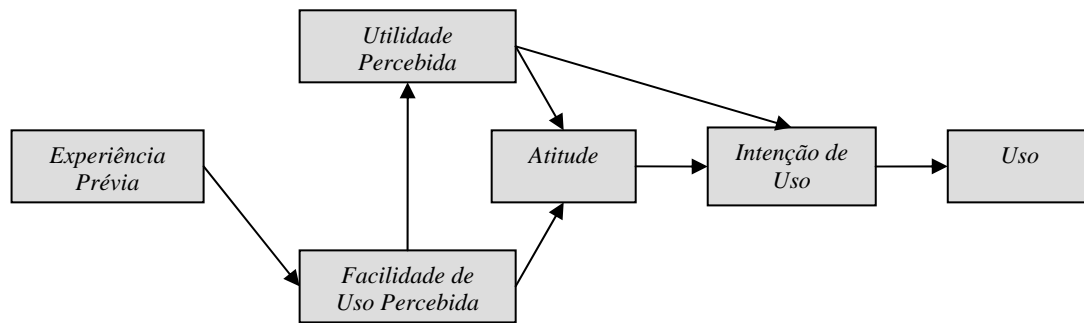 Utilidade
Percebida
Experiência
Prévia
Atitude
Intenção de
Uso
Uso
Facilidade de
Uso Percebida